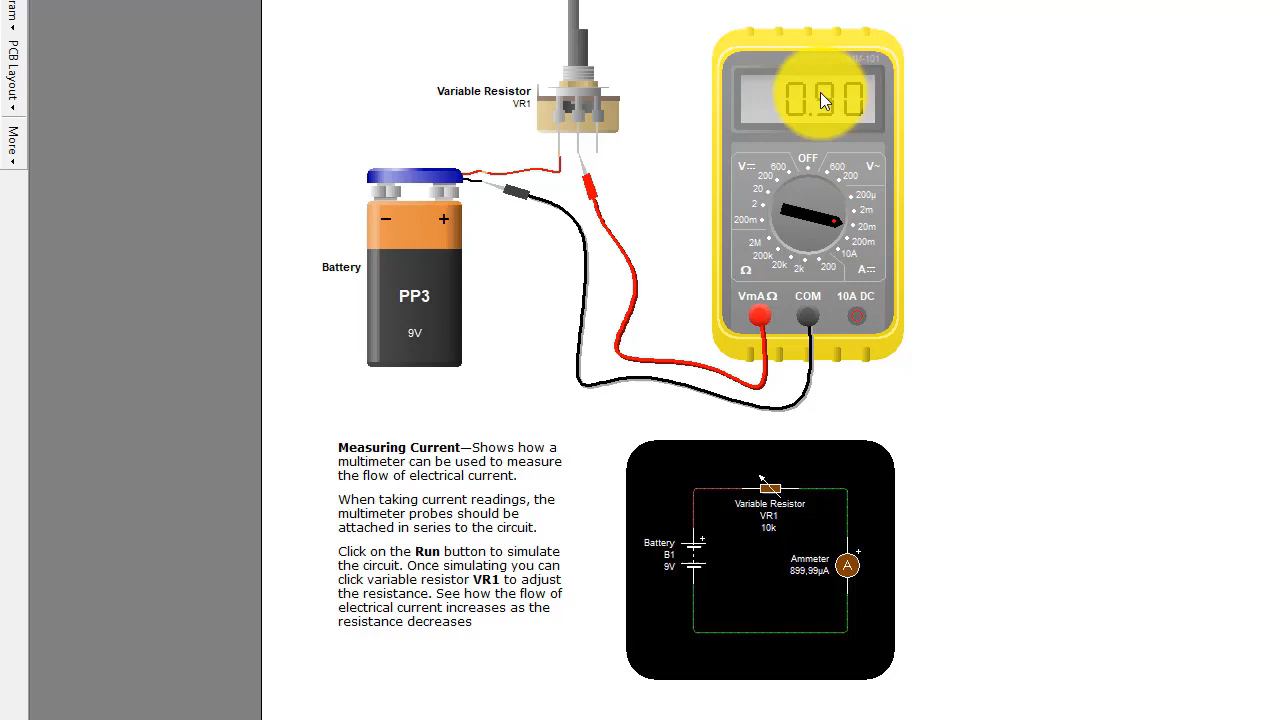 ram
PCB Layout
More
Variable Resistor
VR1
Battery
− +
PP3
9V
0.90
OFF
V 600 600 V~
200 200
20 200µ
2 2m
200m 20m
2M 200m
200k 10A
20k 2k 200
Ω A
VmAΩ COM 10A DC
Measuring Current—Shows how a
multimeter can be used to measure
the flow of electrical current.
When taking current readings, the
multimeter probes should be
attached in series to the circuit.
Click on the Run button to simulate
the circuit. Once simulating you can
click variable resistor VR1 to adjust
the resistance. See how the flow of
electrical current increases as the
resistance decreases
Variable Resistor
VR1
10k
Battery
B1
9V
+
Ammeter
899,99µA
A
+